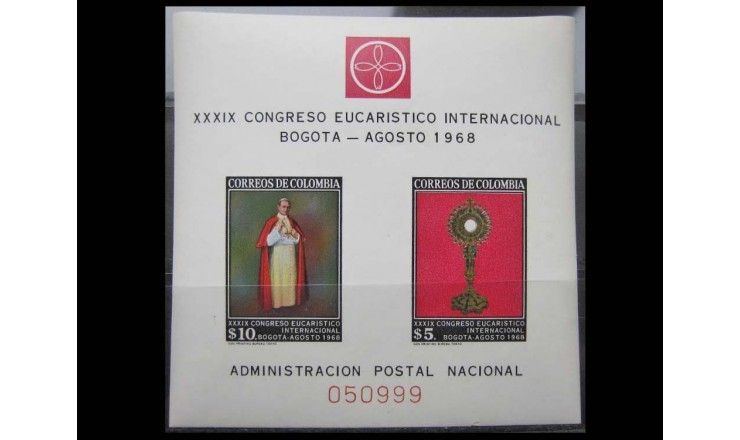 XXXIX CONGRESO EUCARISTICO INTERNACIONAL
BOGOTA — AGOSTO 1968
CORREOS DE COLOMBIA
XXXIX CONGRESO EUCARISTICO
INTERNACIONAL
$10. BOGOTA - AGOSTO 1968
CORREOS DE COLOMBIA
XXXIX CONGRESO EUCARISTICO
INTERNACIONAL
$5. BOGOTA - AGOSTO 1968
ADMINISTRACION POSTAL NACIONAL
050999